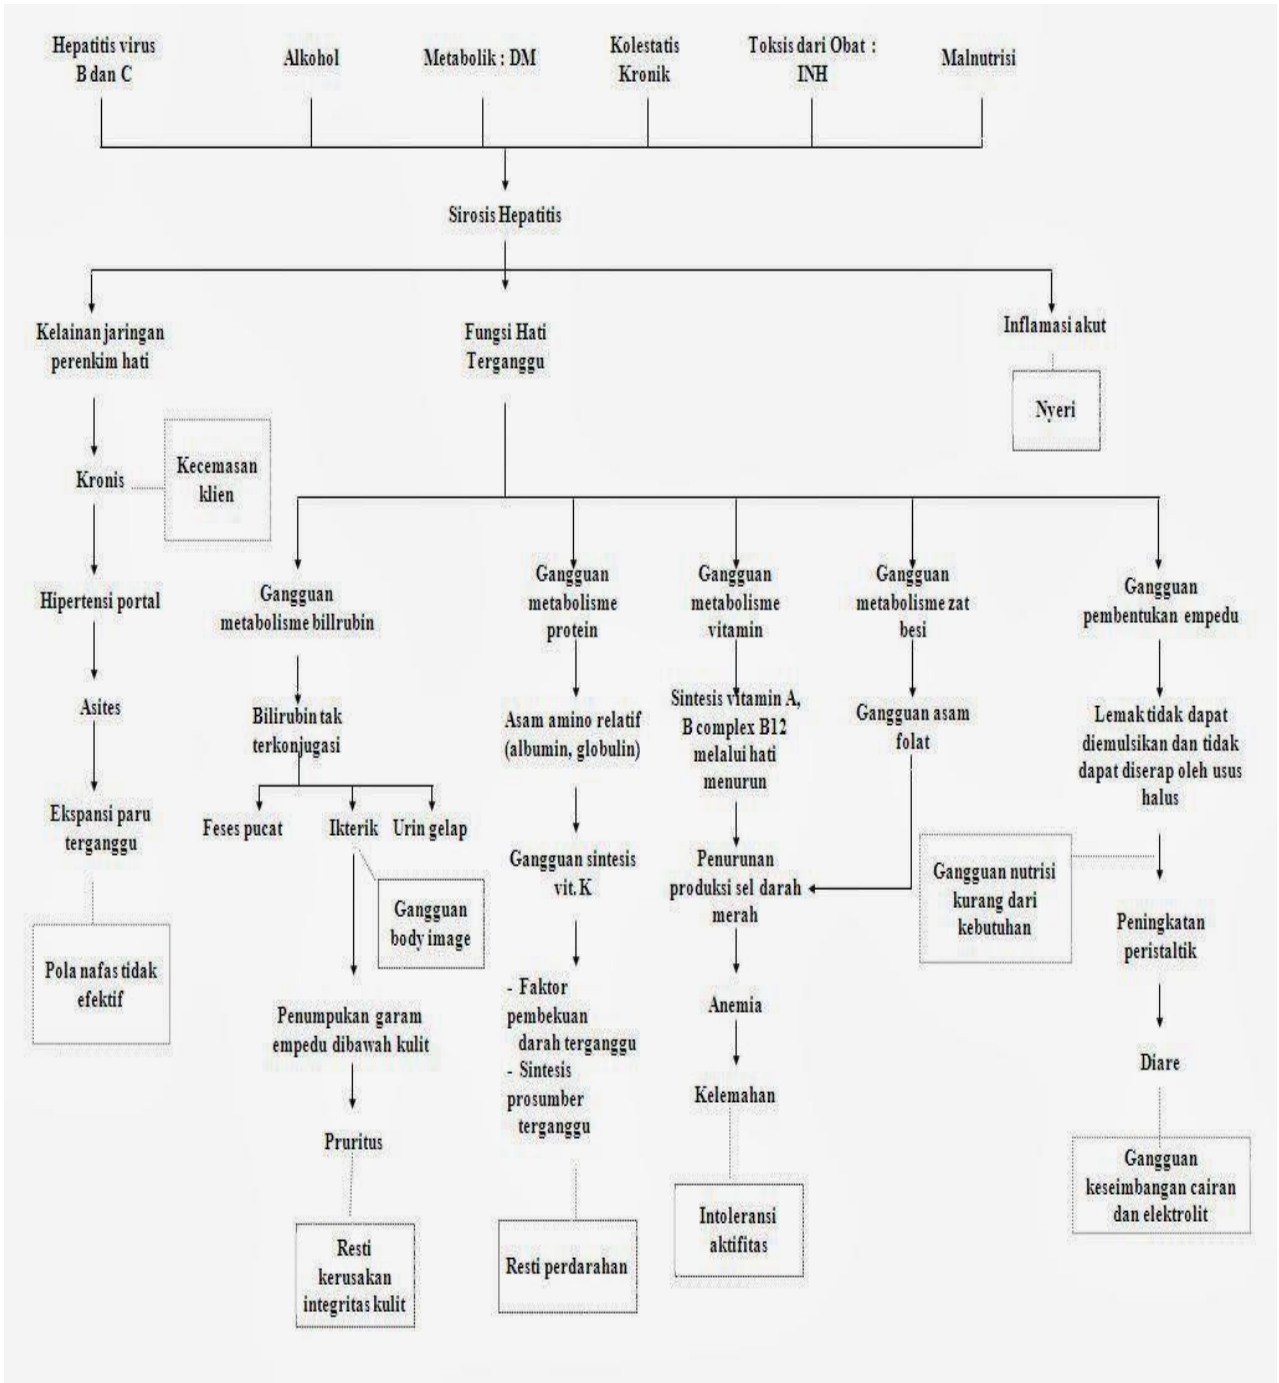 Hepatitis virus
B dan C
Alkohol
Metabolik : DM
Kolestatis
Kronik
Toksis dari Obat :
INH
Malnutrisi
Sirosis Hepatitis
Kelainan jaringan
perenkim hati
Fungsi Hati
Terganggu
Inflamasi akut
Nyeri
Kronis
Kecemasan
klien
Hipertensi portal
Asites
Ekspansi paru
terganggu
Pola nafas tidak
efektif
Gangguan
metabolisme billrubin
Bilirubin tak
terkonjugasi
Feses pucat
Ikterik
Urin gelap
Gangguan
body image
Penumpukan garam
empedu dibawah kulit
Pruritus
Resti
kerusakan
integritas kulit
Gangguan
metabolisme
protein
Asam amino relatif
(albumin, globulin)
Gangguan sintesis
vit. K
- Faktor
pembekuan
darah terganggu
- Sintesis
prosumber
terganggu
Resti perdarahan
Gangguan
metabolisme
vitamin
Sintesis vitamin A,
B complex B12
melalui hati
menurun
Penurunan
produksi sel darah
merah
Anemia
Kelemahan
Intoleransi
aktifitas
Gangguan
metabolisme zat
besi
Gangguan asam
folat
Gangguan
pembentukan empedu
Lemak tidak dapat
diemulsikan dan tidak
dapat diserap oleh usus
halus
Gangguan nutrisi
kurang dari
kebutuhan
Peningkatan
peristaltik
Diare
Gangguan
keseimbangan cairan
dan elektrolit